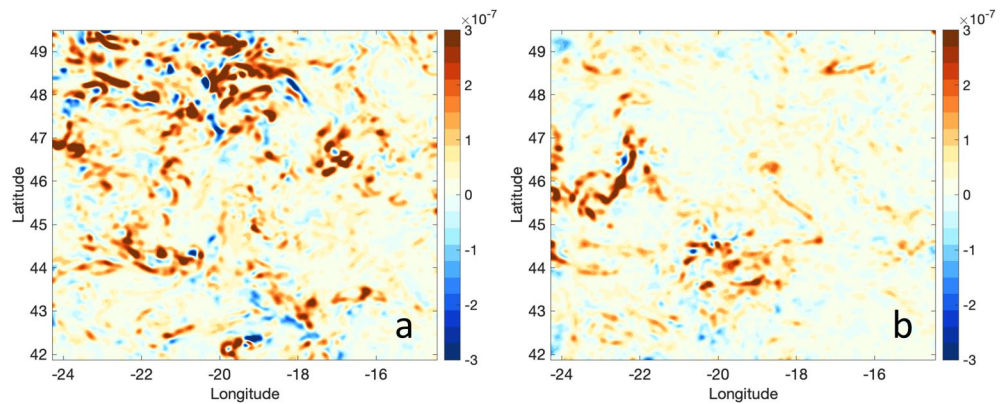 ×10⁻⁷ ×10⁻⁷
49 3 49 3
48 2 48 2
47 1 47 1
46 0 46 0
45 -1 45 -1
44 -2 44 -2
43 43
42 a -3 42 b -3
Latitude Latitude
-24 -22 -20 -18 -16 -24 -22 -20 -18 -16
Longitude Longitude